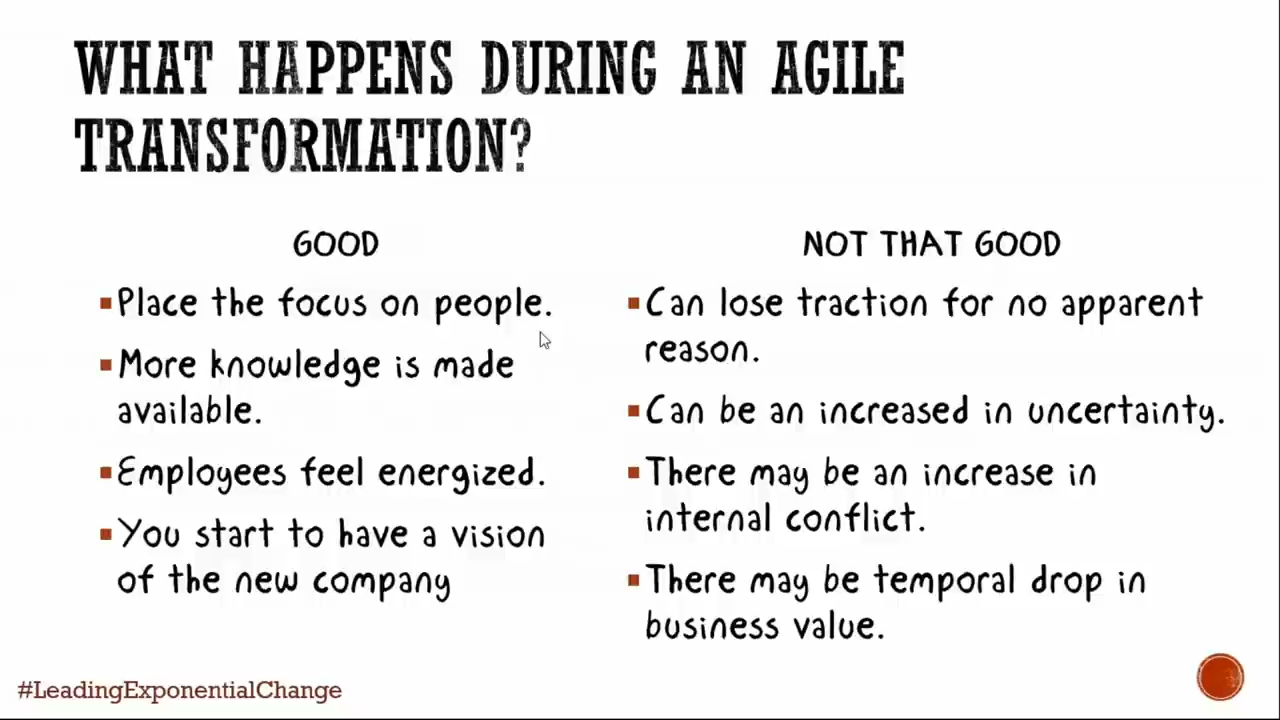 WHAT HAPPENS DURING AN AGILE
TRANSFORMATION?
GOOD
Place the focus on people.
More knowledge is made
available.
Employees feel energized.
You start to have a vision
of the new company
NOT THAT GOOD
Can lose traction for no apparent
reason.
Can be an increased in uncertainty.
There may be an increase in
internal conflict.
There may be temporal drop in
business value.
#LeadingExponentialChange